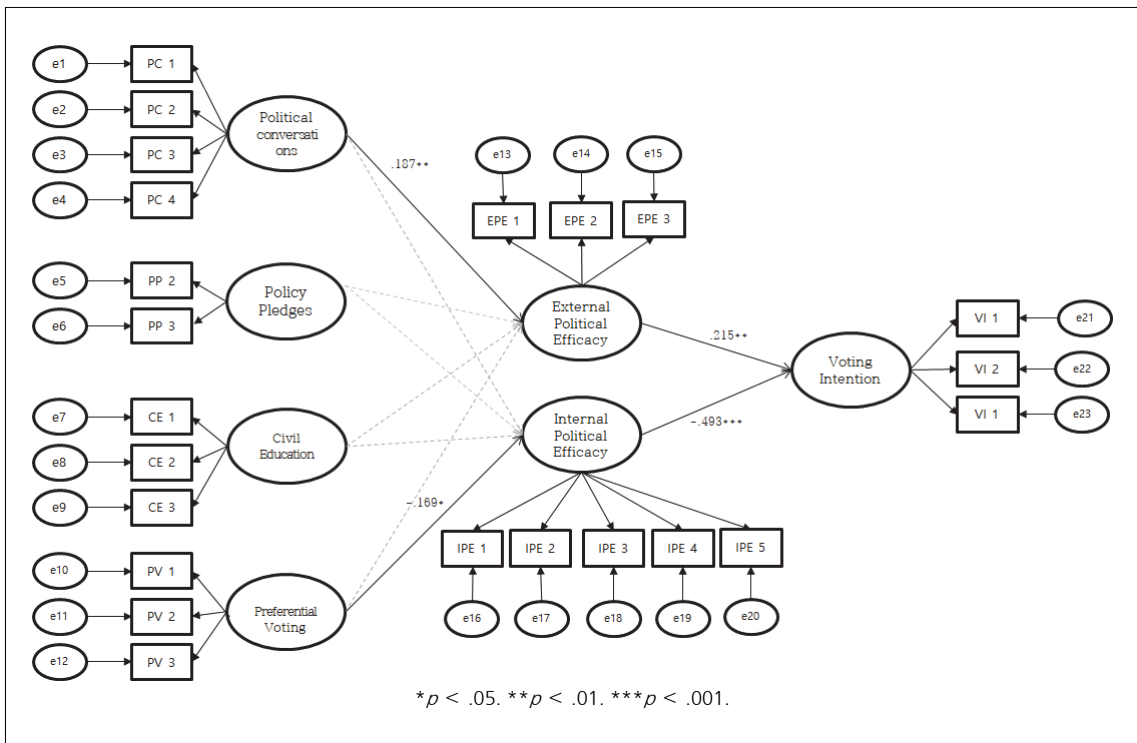 e1
PC 1
e2
PC 2
e3
PC 3
e4
PC 4
Political
conversati
ons
e5
PP 2
e6
PP 3
Policy
Pledges
e7
CE 1
e8
CE 2
e9
CE 3
Civil
Education
e10
PV 1
e11
PV 2
e12
PV 3
Preferential
Voting
.187**
-.169*
e13
e14
e15
EPE 1
EPE 2
EPE 3
External
Political
Efficacy
Internal
Political
Efficacy
IPE 1
IPE 2
IPE 3
IPE 4
IPE 5
e16
e17
e18
e19
e20
.215**
-.493***
Voting
Intention
VI 1
e21
VI 2
e22
VI 1
e23
*p < .05. **p < .01. ***p < .001.